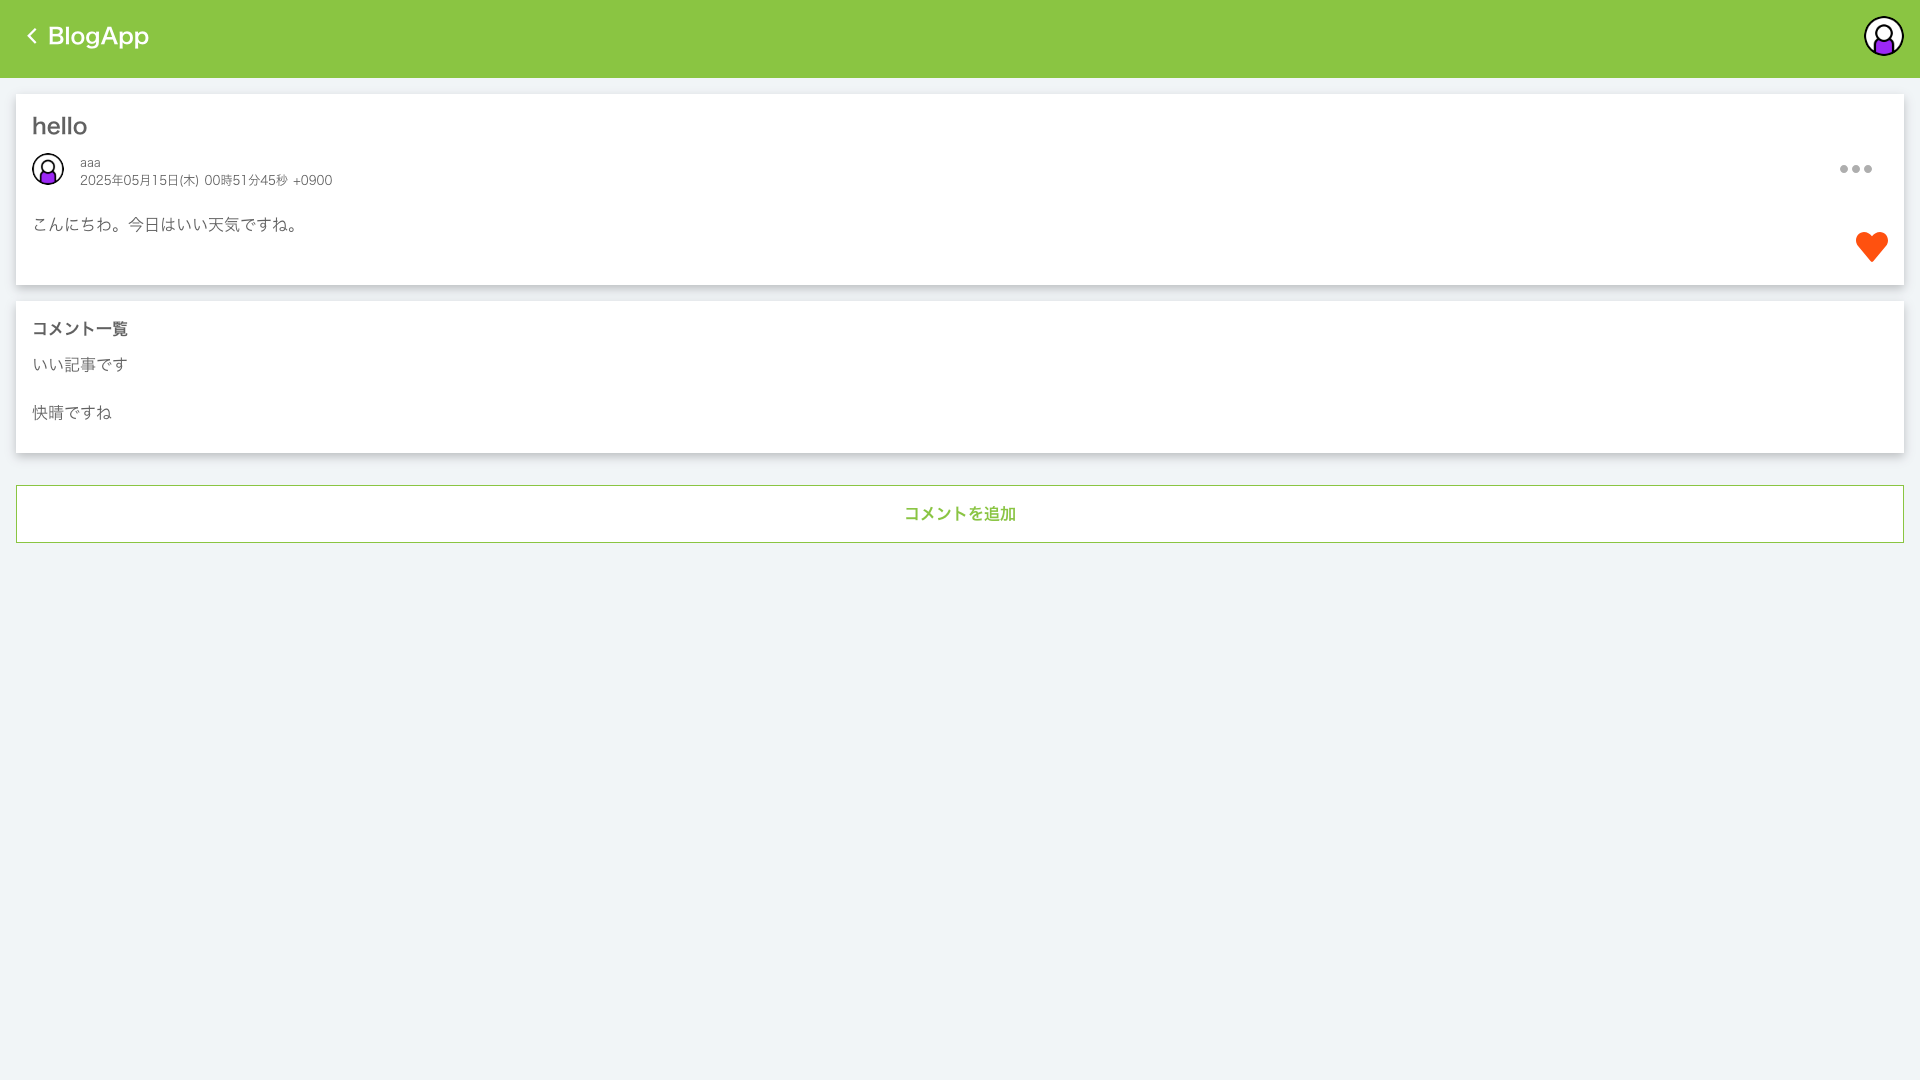 BlogApp
hello
aaa
2025年05月15日(木) 00時51分45秒 +0900
こんにちわ。今日はいい天気ですね。
コメント一覧
いい記事です
快晴ですね
コメントを追加